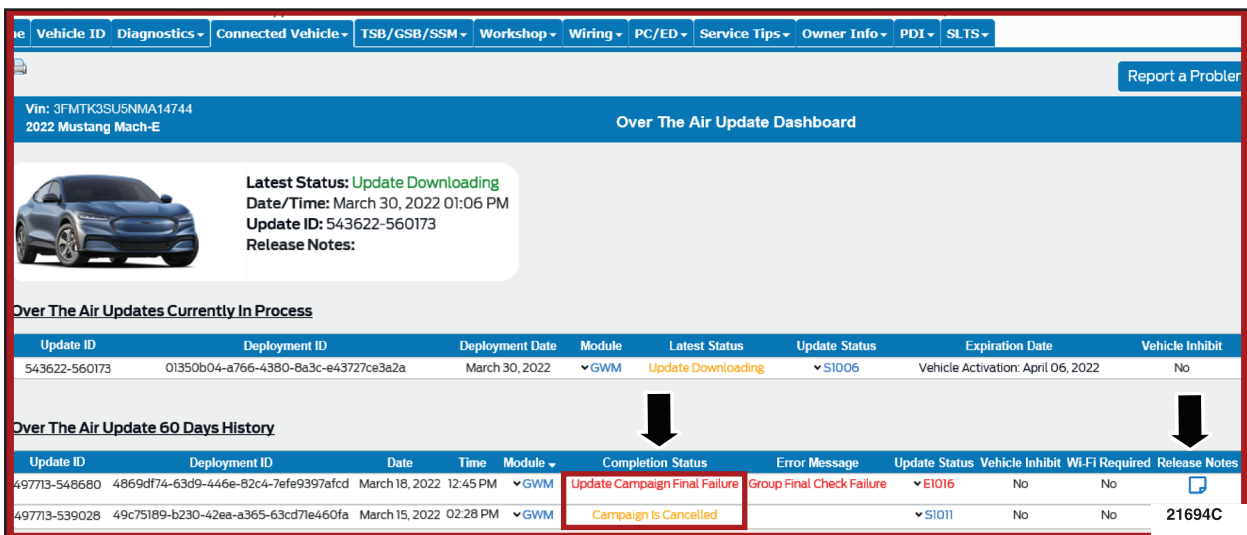 ne Vehicle ID Diagnostics Connected Vehicle TSB/GSB/SSM Workshop Wiring PC/ED Service Tips Owner Info PDI SLTS
Report a Probler
Vin: 3FMTK3SU5NMA14744
2022 Mustang Mach-E
Over The Air Update Dashboard
Latest Status: Update Downloading
Date/Time: March 30, 2022 01:06 PM
Update ID: 543622-560173
Release Notes:
Over The Air Updates Currently In Process
Update ID Deployment ID Deployment Date Module Latest Status Update Status Expiration Date Vehicle Inhibit
543622-560173 01350b04-a766-4380-8a3c-e43727ce3a2a March 30, 2022 GWM Update Downloading S1006 Vehicle Activation: April 06, 2022 No
Over The Air Update 60 Days History
Update ID Deployment ID Date Time Module Completion Status Error Message Update Status Vehicle Inhibit Wi-Fi Required Release Notes
497713-548680 4869df74-63d9-446e-82c4-7efe9397afcd March 18, 2022 12:45 PM GWM Update Campaign Final Failure Group Final Check Failure E1016 No No
497713-539028 49c75189-b230-42ea-a365-63cd71e460fa March 15, 2022 02:28 PM GWM Campaign Is Cancelled S1011 No No
21694C